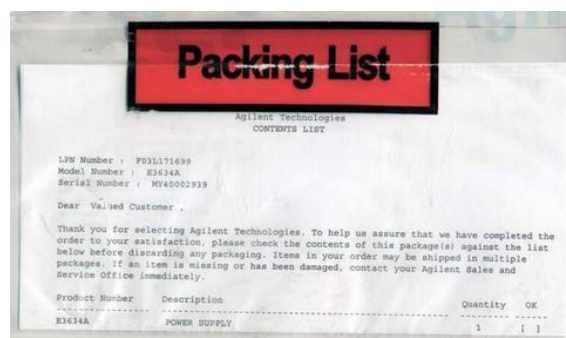 Agilent
Packing List
Agilent Technologies
CONTENTS LIST
LPN Number : F03L171699
Model Number : E3634A
Serial Number : MY40002939
Dear Valued Customer ,
Thank you for selecting Agilent Technologies. To help us assure that we have completed the
order to your satisfaction, please check the contents of this package(s) against the list
below before discarding any packaging. Items in your order may be shipped in multiple
packages. If an item is missing or has been damaged, contact your Agilent Sales and
Service Office immediately.
Product Number Description Quantity OK
E3634A POWER SUPPLY 1 [ ]